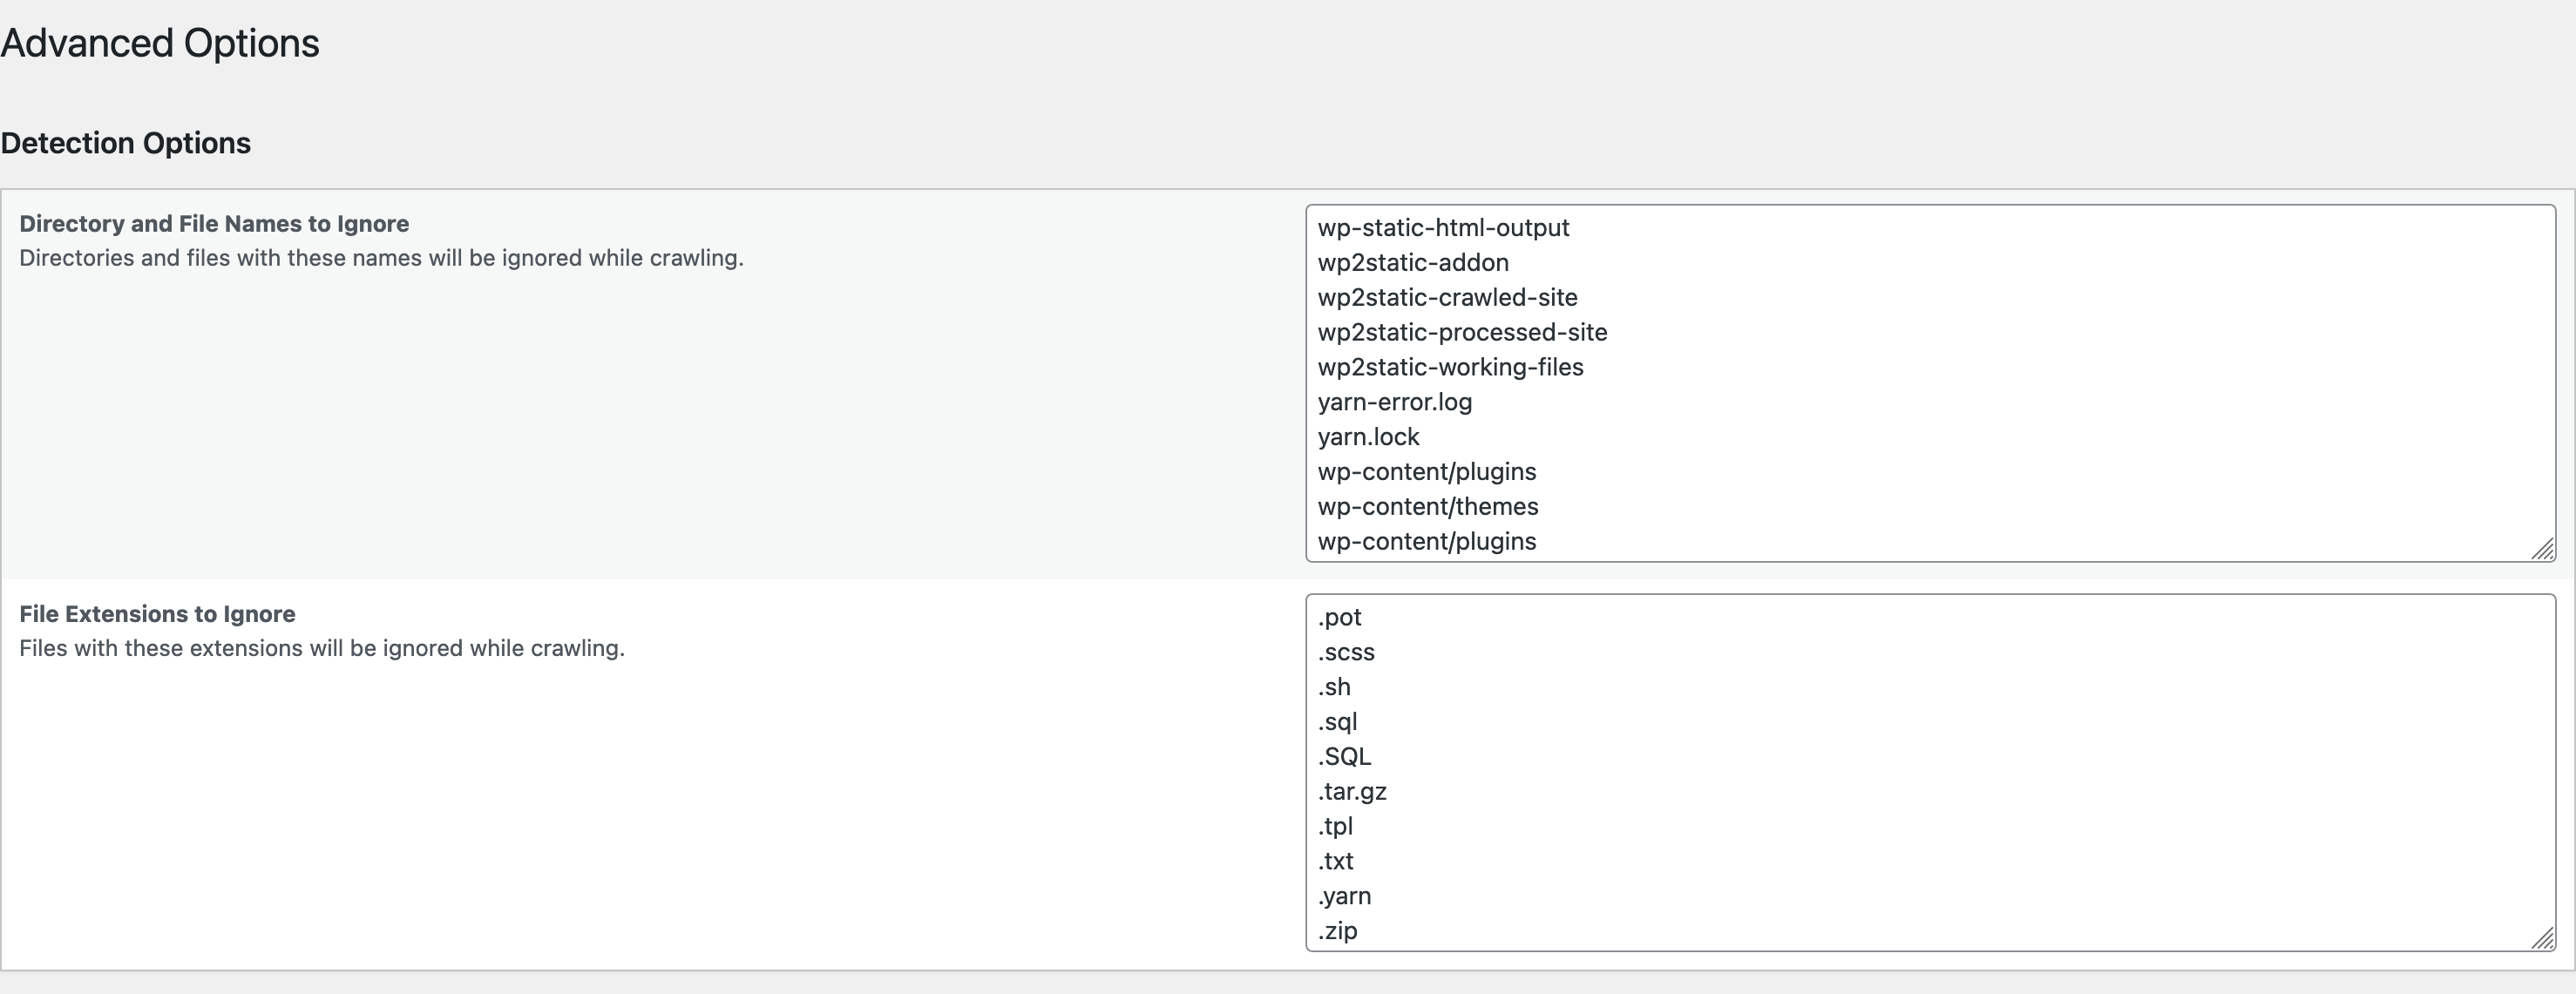 Advanced Options
Detection Options
Directory and File Names to Ignore
Directories and files with these names will be ignored while crawling.
wp-static-html-output
wp2static-addon
wp2static-crawled-site
wp2static-processed-site
wp2static-working-files
yarn-error.log
yarn.lock
wp-content/plugins
wp-content/themes
wp-content/plugins
File Extensions to Ignore
Files with these extensions will be ignored while crawling.
.pot
.scss
.sh
.sql
.SQL
.tar.gz
.tpl
.txt
.yarn
.zip